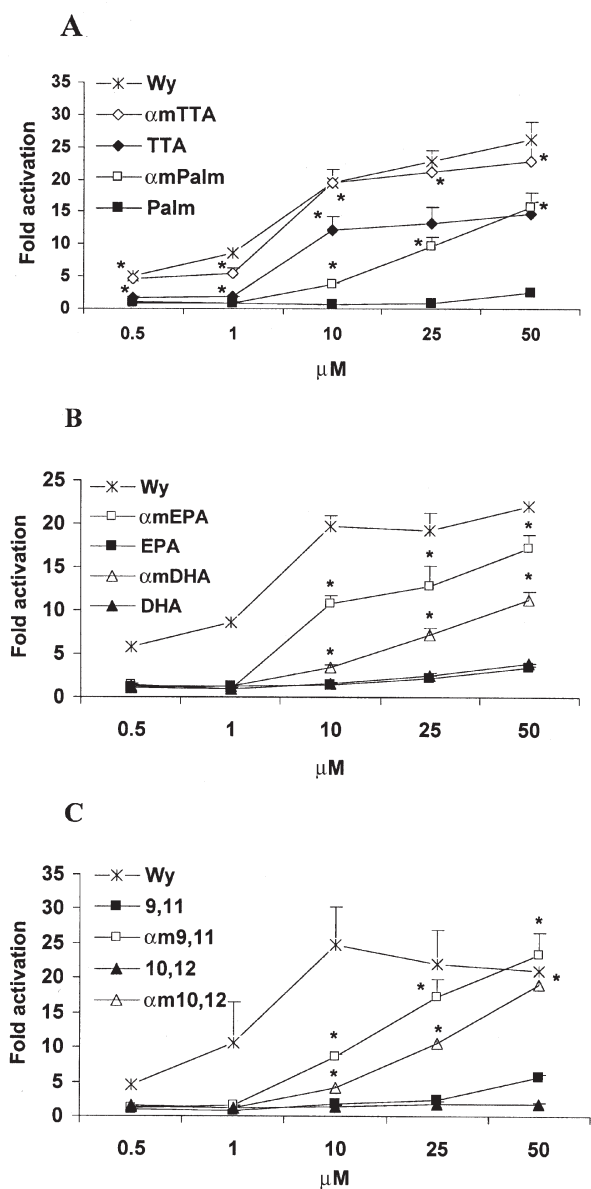 A
35
30
25
20
15
10
5
0
Fold activation
Wy
αmTTA
TTA
αmPalm
Palm
* * * * * * * * * * *
0.5 1 10 25 50
μM
B
25
20
15
10
5
0
Fold activation
Wy
αmEPA
EPA
αmDHA
DHA
* * * * * *
0.5 1 10 25 50
μM
C
35
30
25
20
15
10
5
0
Fold activation
Wy
9,11
αm9,11
10,12
αm10,12
* * * * * *
0.5 1 10 25 50
μM